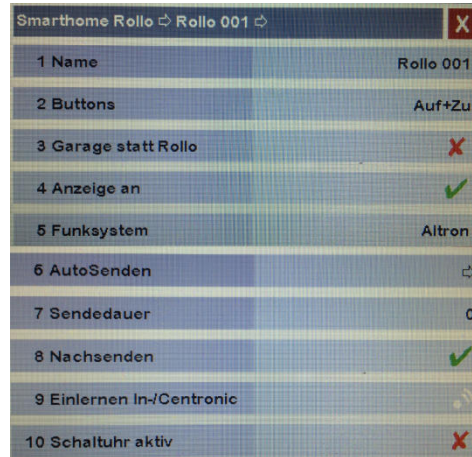 Smarthome Rollo ⇨ Rollo 001 ⇨ X
1 Name Rollo 001
2 Buttons Auf+Zu
3 Garage statt Rollo ✘
4 Anzeige an ✔
5 Funksystem Altron
6 AutoSenden ⇨
7 Sendedauer 0
8 Nachsenden ✔
9 Einlernen In-/Centronic
10 Schaltuhr aktiv ✘